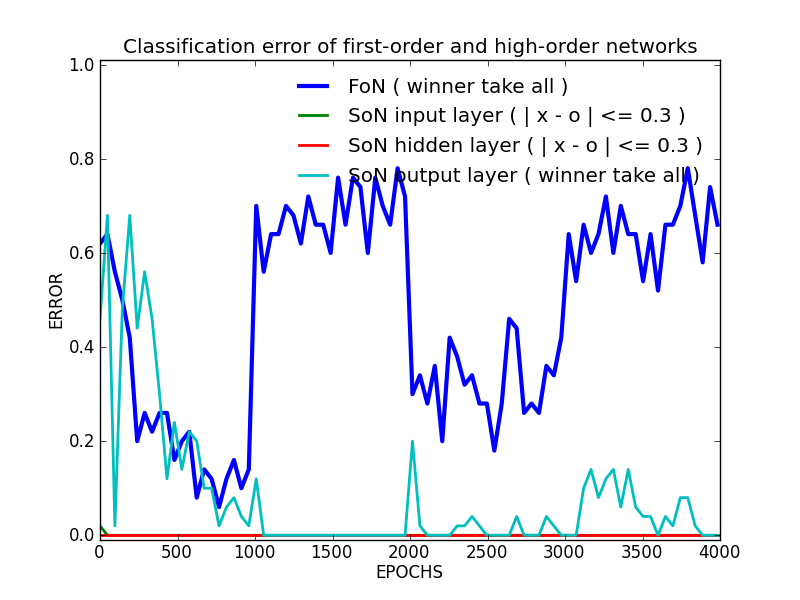 Classification error of first-order and high-order networks
FoN ( winner take all )
SoN input layer ( | x - o | <= 0.3 )
SoN hidden layer ( | x - o | <= 0.3 )
SoN output layer ( winner take all )
ERROR
1.0
0.8
0.6
0.4
0.2
0.0
0 500 1000 1500 2000 2500 3000 3500 4000
EPOCHS